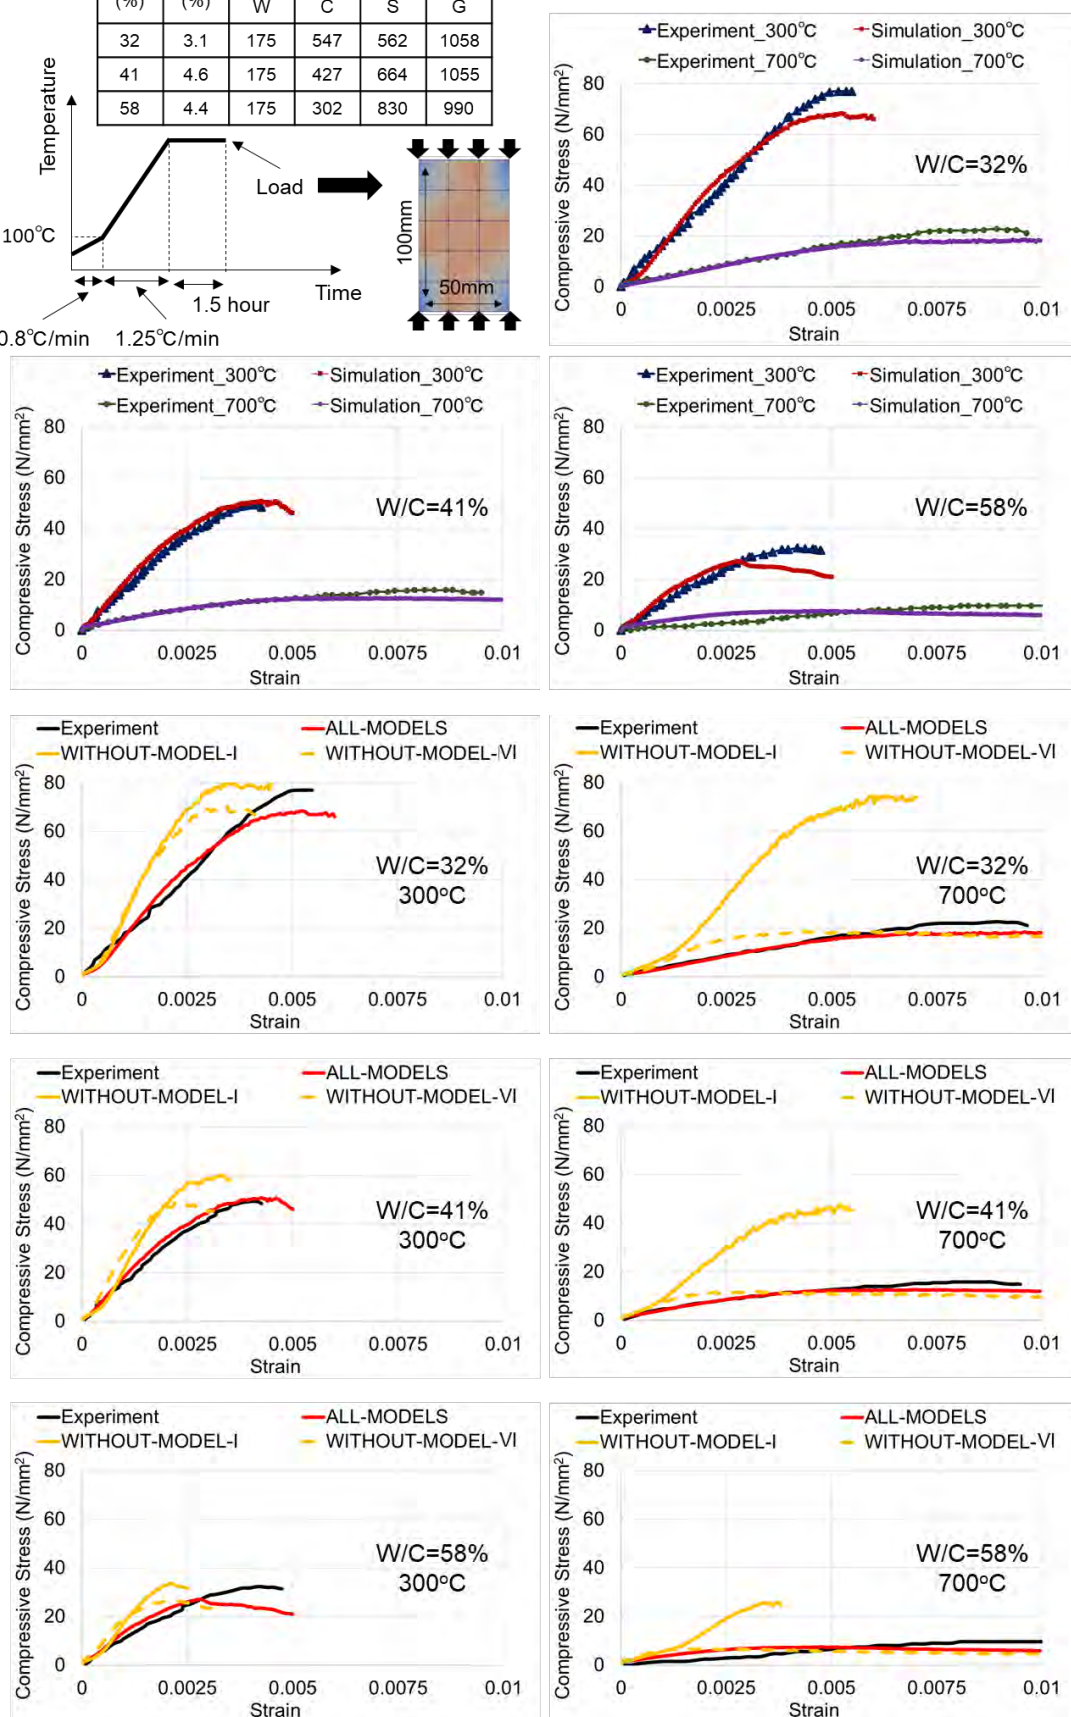 (%) (%) W C S G
32 3.1 175 547 562 1058
41 4.6 175 427 664 1055
58 4.4 175 302 830 990
Temperature
100℃
Load
1.5 hour
Time
0.8℃/min 1.25℃/min
100mm
50mm
Experiment_300℃ Simulation_300℃
Experiment_700℃ Simulation_700℃
Compressive Stress (N/mm²)
80
60
40
20
0
W/C=32%
0 0.0025 0.005 0.0075 0.01
Strain
Experiment_300℃ Simulation_300℃
Experiment_700℃ Simulation_700℃
Compressive Stress (N/mm²)
80
60
40
20
0
W/C=41%
0 0.0025 0.005 0.0075 0.01
Strain
Experiment_300℃ Simulation_300℃
Experiment_700℃ Simulation_700℃
Compressive Stress (N/mm²)
80
60
40
20
0
W/C=58%
0 0.0025 0.005 0.0075 0.01
Strain
Experiment ALL-MODELS
WITHOUT-MODEL-I WITHOUT-MODEL-VI
Compressive Stress (N/mm²)
80
60
40
20
0
W/C=32%
300°C
0 0.0025 0.005 0.0075 0.01
Strain
Experiment ALL-MODELS
WITHOUT-MODEL-I WITHOUT-MODEL-VI
Compressive Stress (N/mm²)
80
60
40
20
0
W/C=32%
700°C
0 0.0025 0.005 0.0075 0.01
Strain
Experiment ALL-MODELS
WITHOUT-MODEL-I WITHOUT-MODEL-VI
Compressive Stress (N/mm²)
80
60
40
20
0
W/C=41%
300°C
0 0.0025 0.005 0.0075 0.01
Strain
Experiment ALL-MODELS
WITHOUT-MODEL-I WITHOUT-MODEL-VI
Compressive Stress (N/mm²)
80
60
40
20
0
W/C=41%
700°C
0 0.0025 0.005 0.0075 0.01
Strain
Experiment ALL-MODELS
WITHOUT-MODEL-I WITHOUT-MODEL-VI
Compressive Stress (N/mm²)
80
60
40
20
0
W/C=58%
300°C
0 0.0025 0.005 0.0075 0.01
Strain
Experiment ALL-MODELS
WITHOUT-MODEL-I WITHOUT-MODEL-VI
Compressive Stress (N/mm²)
80
60
40
20
0
W/C=58%
700°C
0 0.0025 0.005 0.0075 0.01
Strain